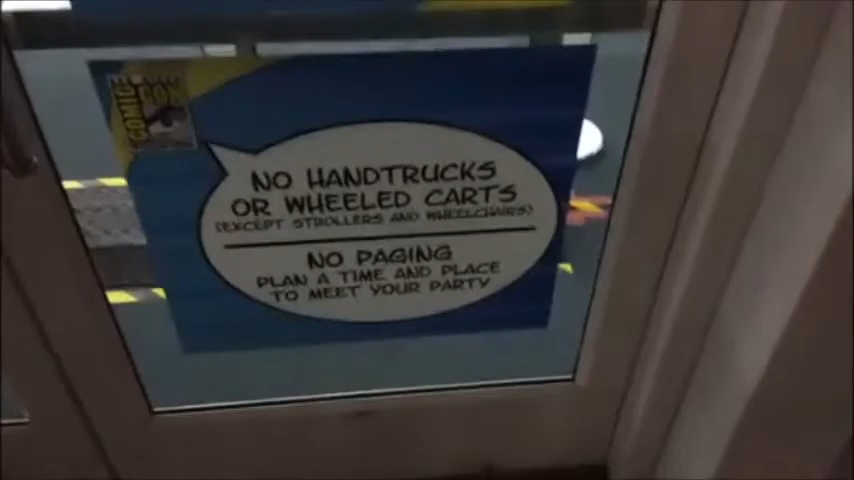 COMIC CON
NO HANDTRUCKS
OR WHEELED CARTS
(EXCEPT STROLLERS AND WHEELCHAIRS)
NO PAGING
PLAN A TIME AND PLACE
TO MEET YOUR PARTY